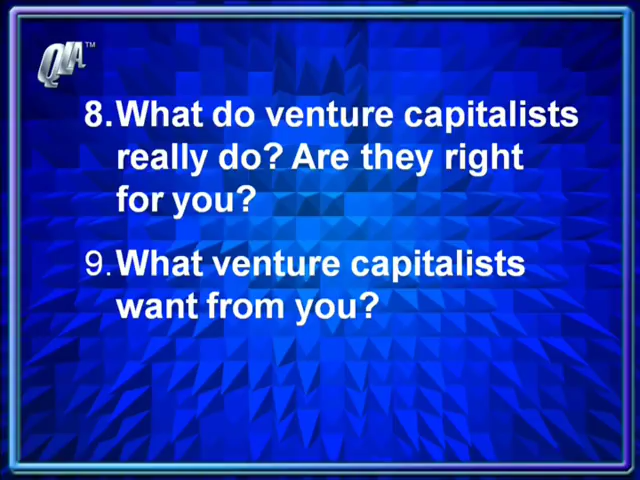 QLA™
8. What do venture capitalists
really do? Are they right
for you?
9. What venture capitalists
want from you?